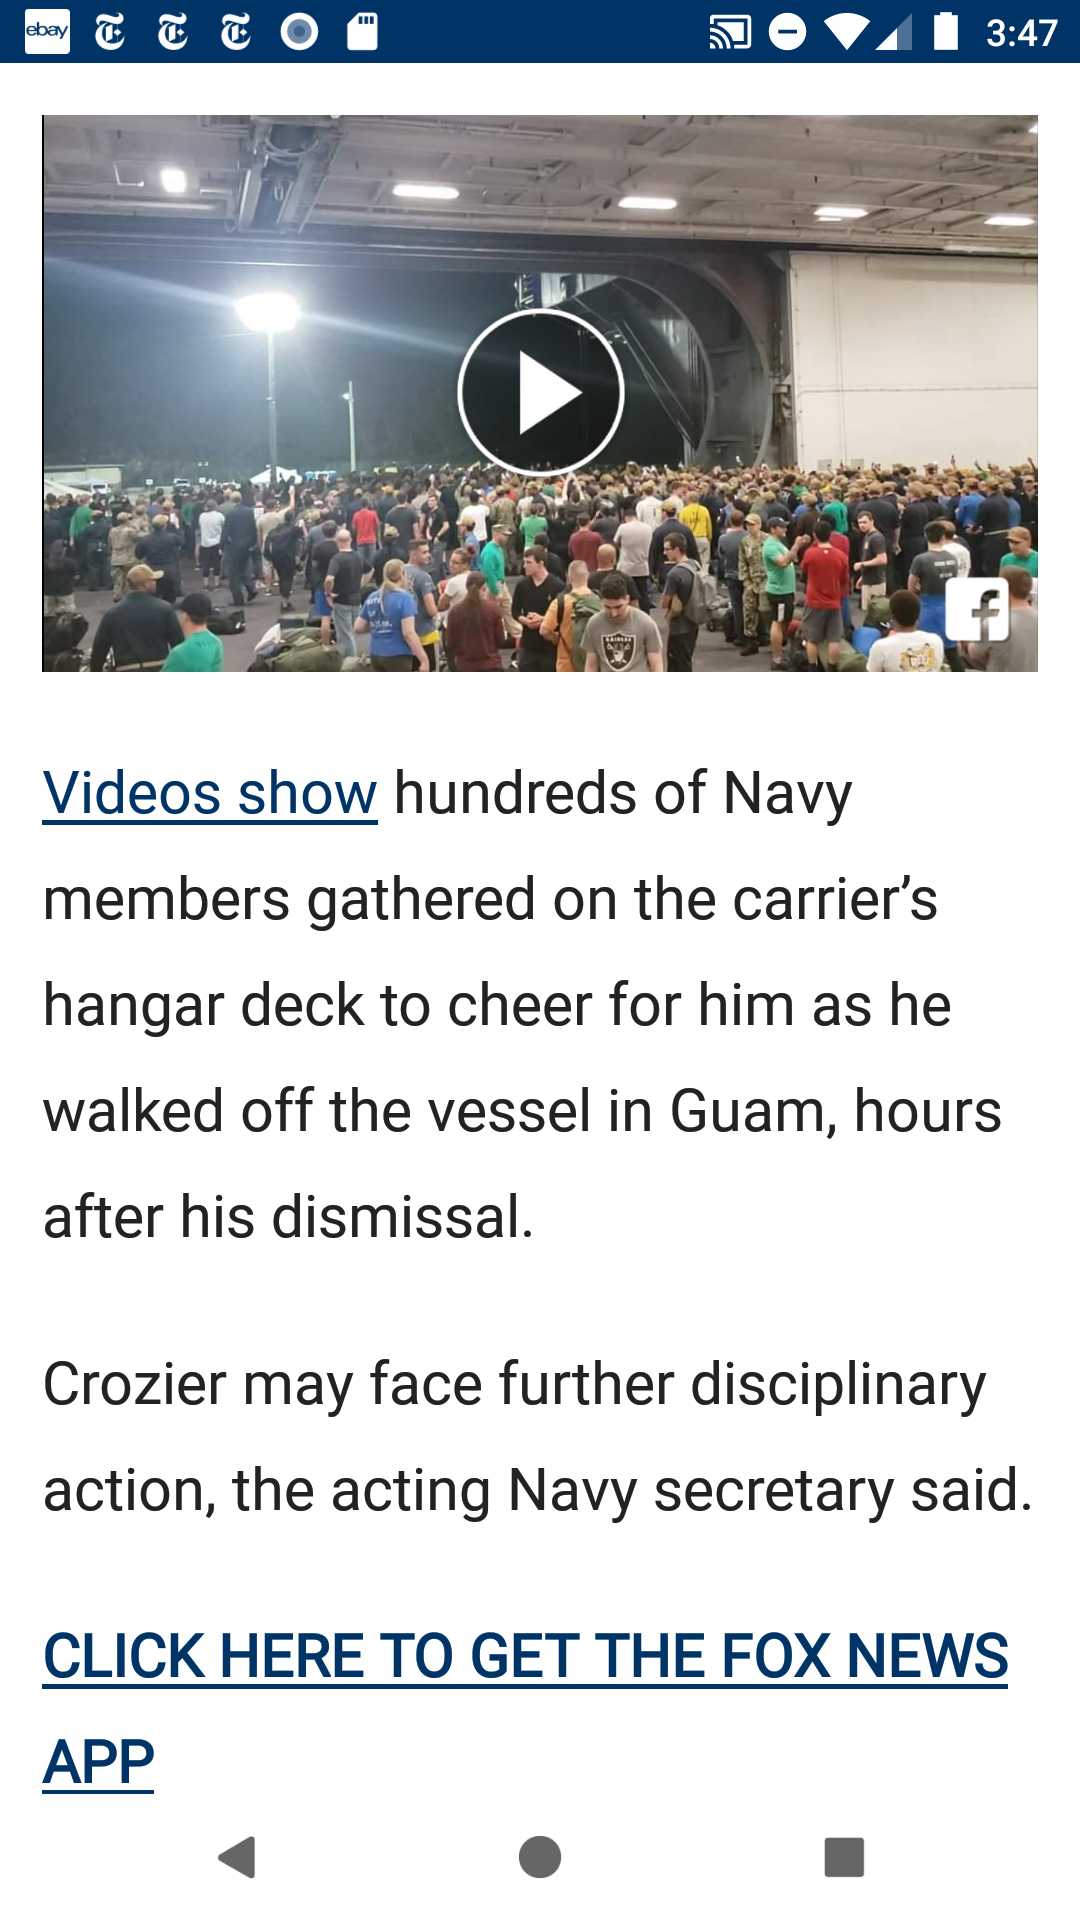 ebay
3:47
RAIDERS
Videos show hundreds of Navy
members gathered on the carrier’s
hangar deck to cheer for him as he
walked off the vessel in Guam, hours
after his dismissal.
Crozier may face further disciplinary
action, the acting Navy secretary said.
CLICK HERE TO GET THE FOX NEWS
APP